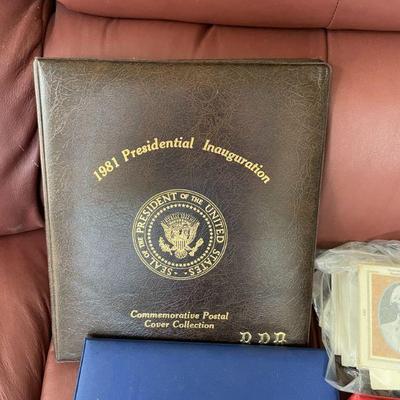 1981 Presidential Inauguration
SEAL OF THE PRESIDENT OF THE UNITED STATES
Commemorative Postal
Cover Collection